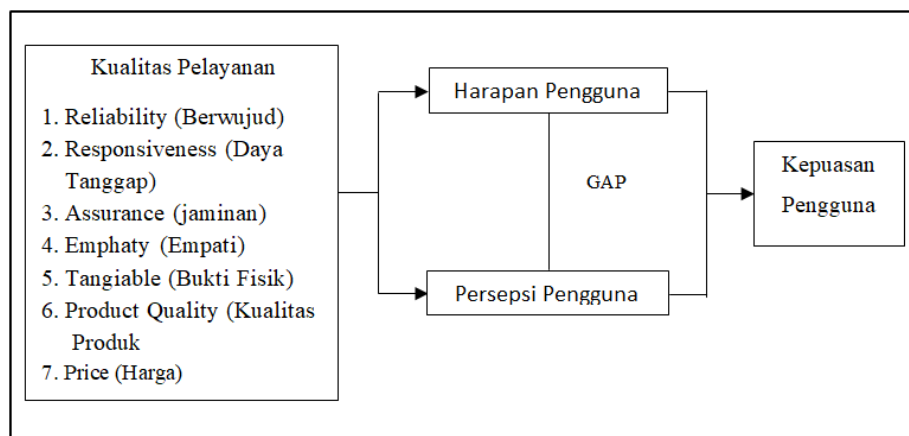 Kualitas Pelayanan
1. Reliability (Berwujud)
2. Responsiveness (Daya
Tanggap)
3. Assurance (jaminan)
4. Emphaty (Empati)
5. Tangiable (Bukti Fisik)
6. Product Quality (Kualitas
Produk
7. Price (Harga)
Harapan Pengguna
GAP
Persepsi Pengguna
Kepuasan
Pengguna